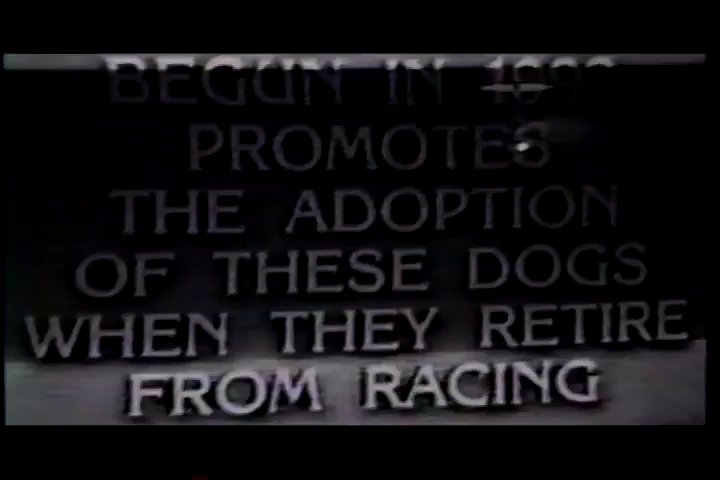 BEGUN IN
PROMOTES
THE ADOPTION
OF THESE DOGS
WHEN THEY RETIRE
FROM RACING